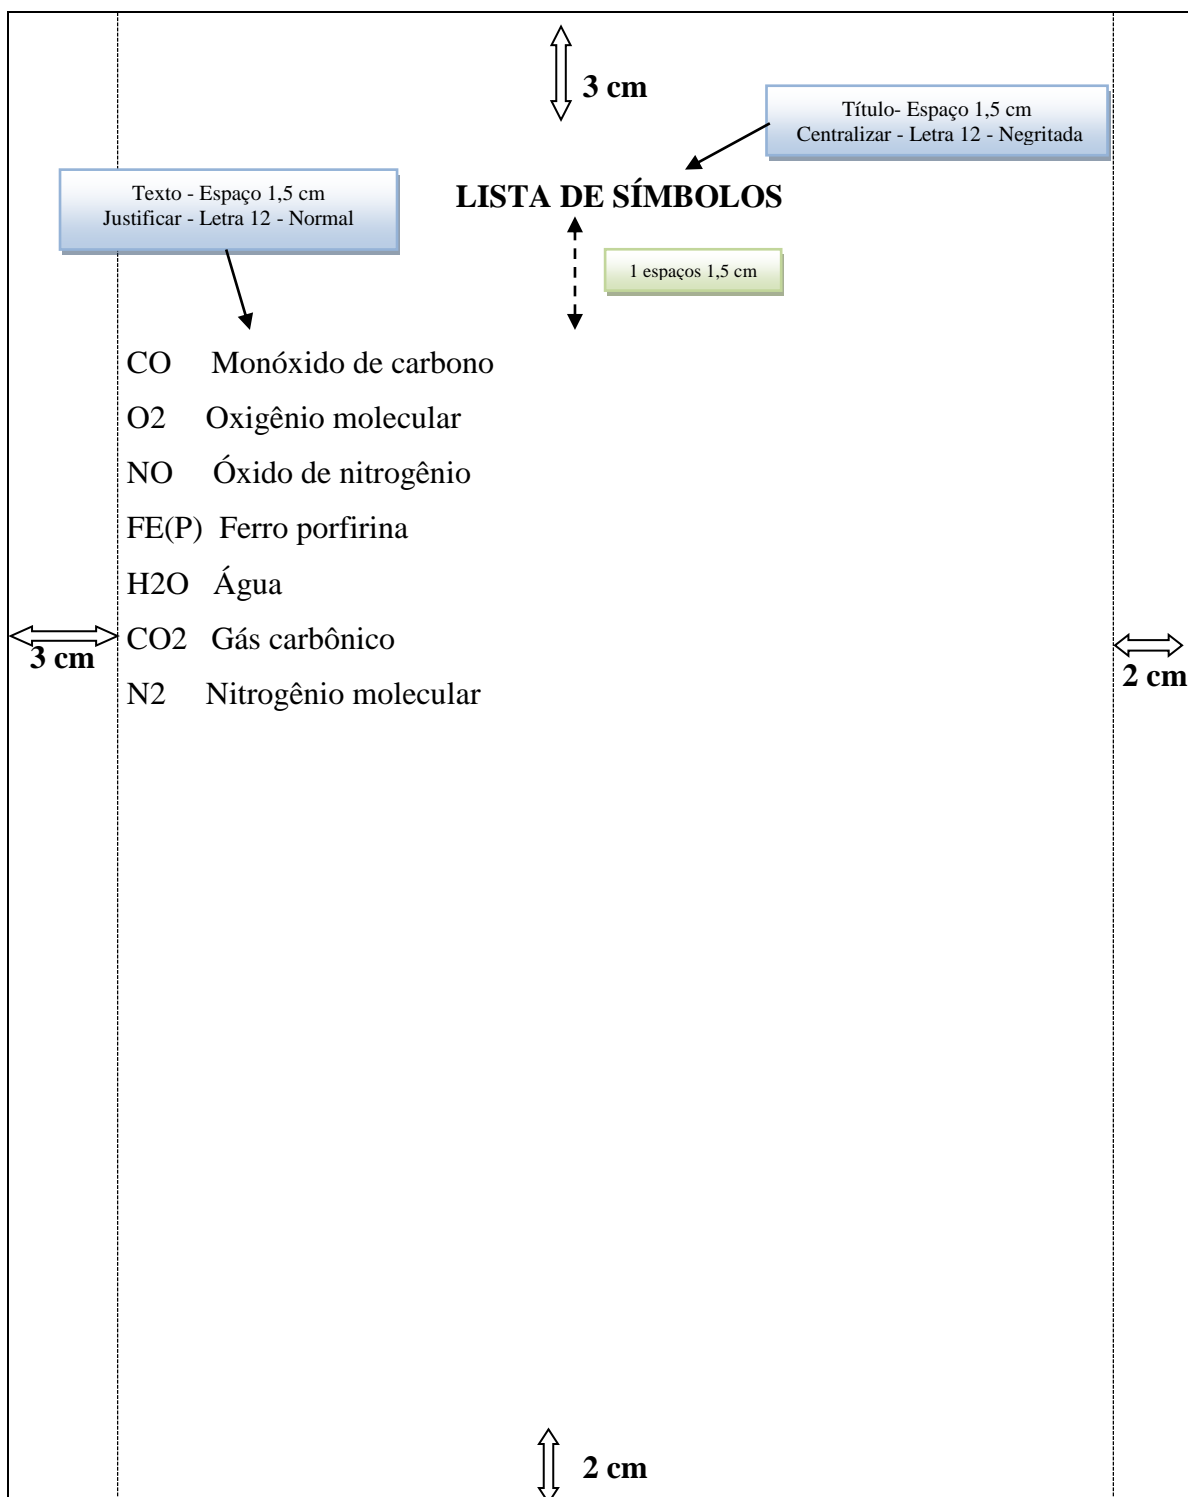 3 cm
Título- Espaço 1,5 cm
Centralizar - Letra 12 - Negritada
Texto - Espaço 1,5 cm
Justificar - Letra 12 - Normal
LISTA DE SÍMBOLOS
1 espaços 1,5 cm
CO Monóxido de carbono
O2 Oxigênio molecular
NO Óxido de nitrogênio
FE(P) Ferro porfirina
H2O Água
CO2 Gás carbônico
3 cm
2 cm
N2 Nitrogênio molecular
2 cm